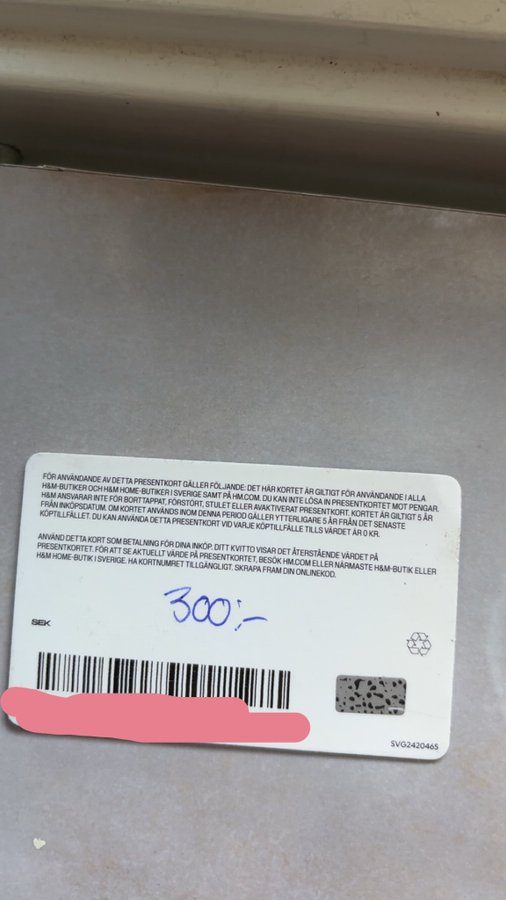 FÖR ANVÄNDANDE AV DETTA PRESENTKORT GÄLLER FÖLJANDE: DET HÄR KORTET ÄR GILTIGT FÖR ANVÄNDANDE I ALLA
H&M-BUTIKER OCH H&M HOME-BUTIKER I SVERIGE SAMT PÅ HM.COM. DU KAN INTE LÖSA IN PRESENTKORTET MOT PENGAR.
H&M ANSVARAR INTE FÖR BORTTAPPAT, FÖRSTÖRT, STULET ELLER AVAKTIVERAT PRESENTKORT. KORTET ÄR GILTIGT 5 ÅR
FRÅN INKÖPSDATUM. OM KORTET ANVÄNDS INOM DENNA PERIOD GÄLLER YTTERLIGARE 5 ÅR FRÅN DET SENASTE
KÖPTILLFÄLLET. DU KAN ANVÄNDA DETTA PRESENTKORT VID VARJE KÖPTILLFÄLLE TILLS VÄRDET ÄR 0 KR.
ANVÄND DETTA KORT SOM BETALNING FÖR DINA INKÖP. DITT KVITTO VISAR DET ÅTERSTÅENDE VÄRDET PÅ
PRESENTKORTET. FÖR ATT SE AKTUELLT VÄRDE PÅ PRESENTKORTET, BESÖK HM.COM ELLER NÄRMASTE H&M-BUTIK ELLER
H&M HOME-BUTIK I SVERIGE. HA KORTNUMRET TILLGÄNGLIGT. SKRAPA FRAM DIN ONLINEKOD.
300:-
SEK
SVG242046S